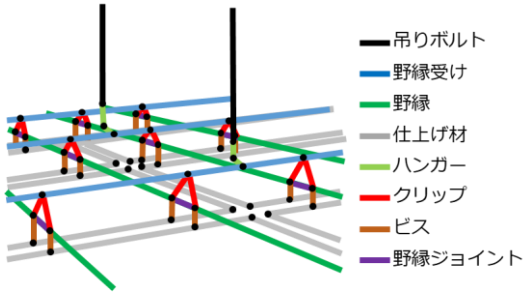 吊りボルト
野縁受け
野縁
仕上げ材
ハンガー
クリップ
ビス
野縁ジョイント